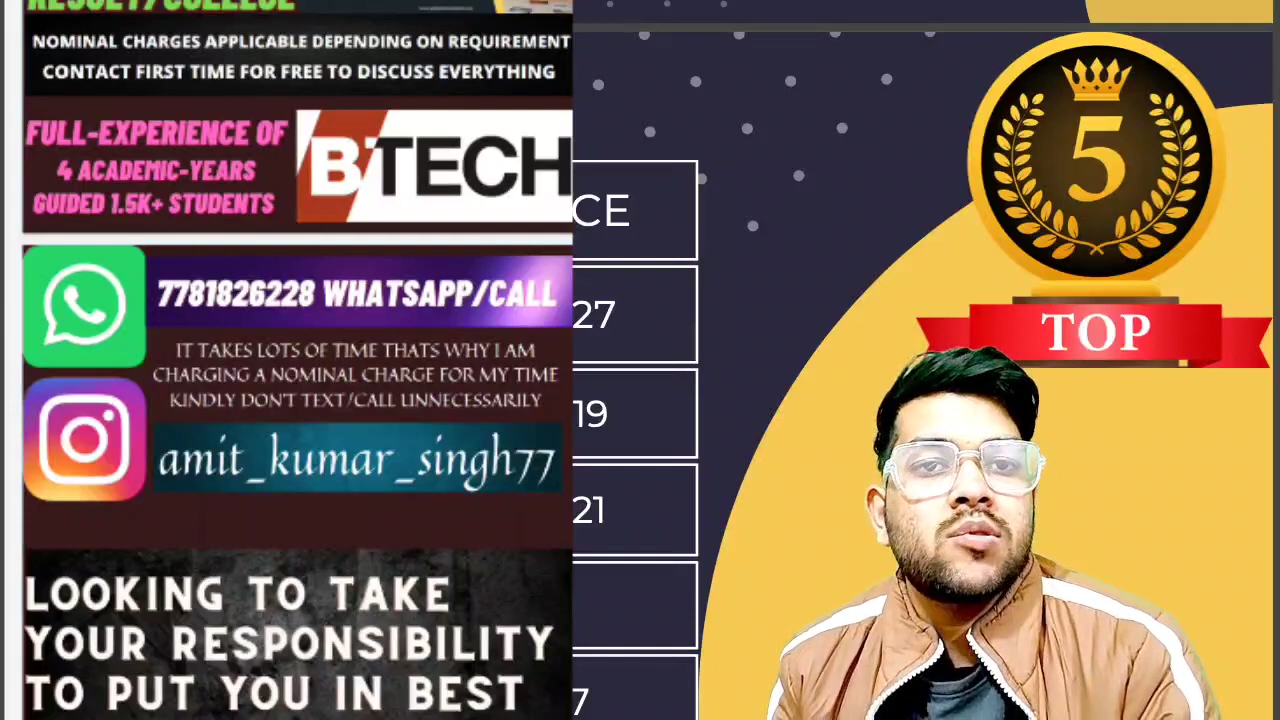 RESULT/COLLEGE
NOMINAL CHARGES APPLICABLE DEPENDING ON REQUIREMENT
CONTACT FIRST TIME FOR FREE TO DISCUSS EVERYTHING
FULL-EXPERIENCE OF
4 ACADEMIC-YEARS
GUIDED 1.5K+ STUDENTS
B'TECH
7781826228 WHATSAPP/CALL
IT TAKES LOTS OF TIME THATS WHY I AM
CHARGING A NOMINAL CHARGE FOR MY TIME
KINDLY DON'T TEXT/CALL UNNECESSARILY
amit_kumar_singh77
LOOKING TO TAKE
YOUR RESPONSIBILITY
TO PUT YOU IN BEST
CE
27
19
21
7
5
TOP